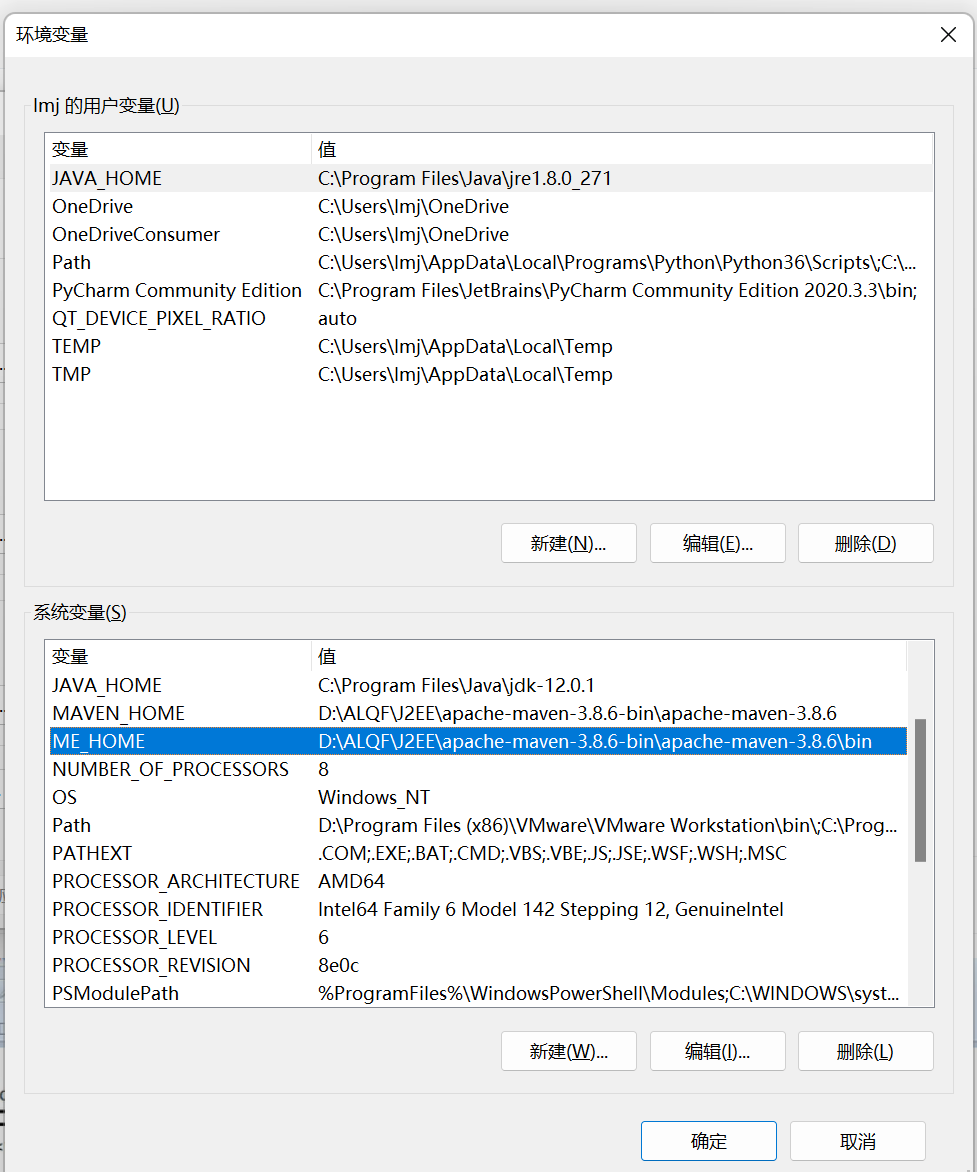 环境变量
lmj 的用户变量(U)
变量 值
JAVA_HOME C:\Program Files\Java\jre1.8.0_271
OneDrive C:\Users\lmj\OneDrive
OneDriveConsumer C:\Users\lmj\OneDrive
Path C:\Users\lmj\AppData\Local\Programs\Python\Python36\Scripts\;C:\...
PyCharm Community Edition C:\Program Files\JetBrains\PyCharm Community Edition 2020.3.3\bin;
QT_DEVICE_PIXEL_RATIO auto
TEMP C:\Users\lmj\AppData\Local\Temp
TMP C:\Users\lmj\AppData\Local\Temp
新建(N)... 编辑(E)... 删除(D)
系统变量(S)
变量 值
JAVA_HOME C:\Program Files\Java\jdk-12.0.1
MAVEN_HOME D:\ALQF\J2EE\apache-maven-3.8.6-bin\apache-maven-3.8.6
ME_HOME D:\ALQF\J2EE\apache-maven-3.8.6-bin\apache-maven-3.8.6\bin
NUMBER_OF_PROCESSORS 8
OS Windows_NT
Path D:\Program Files (x86)\VMware\VMware Workstation\bin\;C:\Prog...
PATHEXT .COM;.EXE;.BAT;.CMD;.VBS;.VBE;.JS;.JSE;.WSF;.WSH;.MSC
PROCESSOR_ARCHITECTURE AMD64
PROCESSOR_IDENTIFIER Intel64 Family 6 Model 142 Stepping 12, GenuineIntel
PROCESSOR_LEVEL 6
PROCESSOR_REVISION 8e0c
PSModulePath %ProgramFiles%\WindowsPowerShell\Modules;C:\WINDOWS\syst...
新建(W)... 编辑(I)... 删除(L)
确定 取消